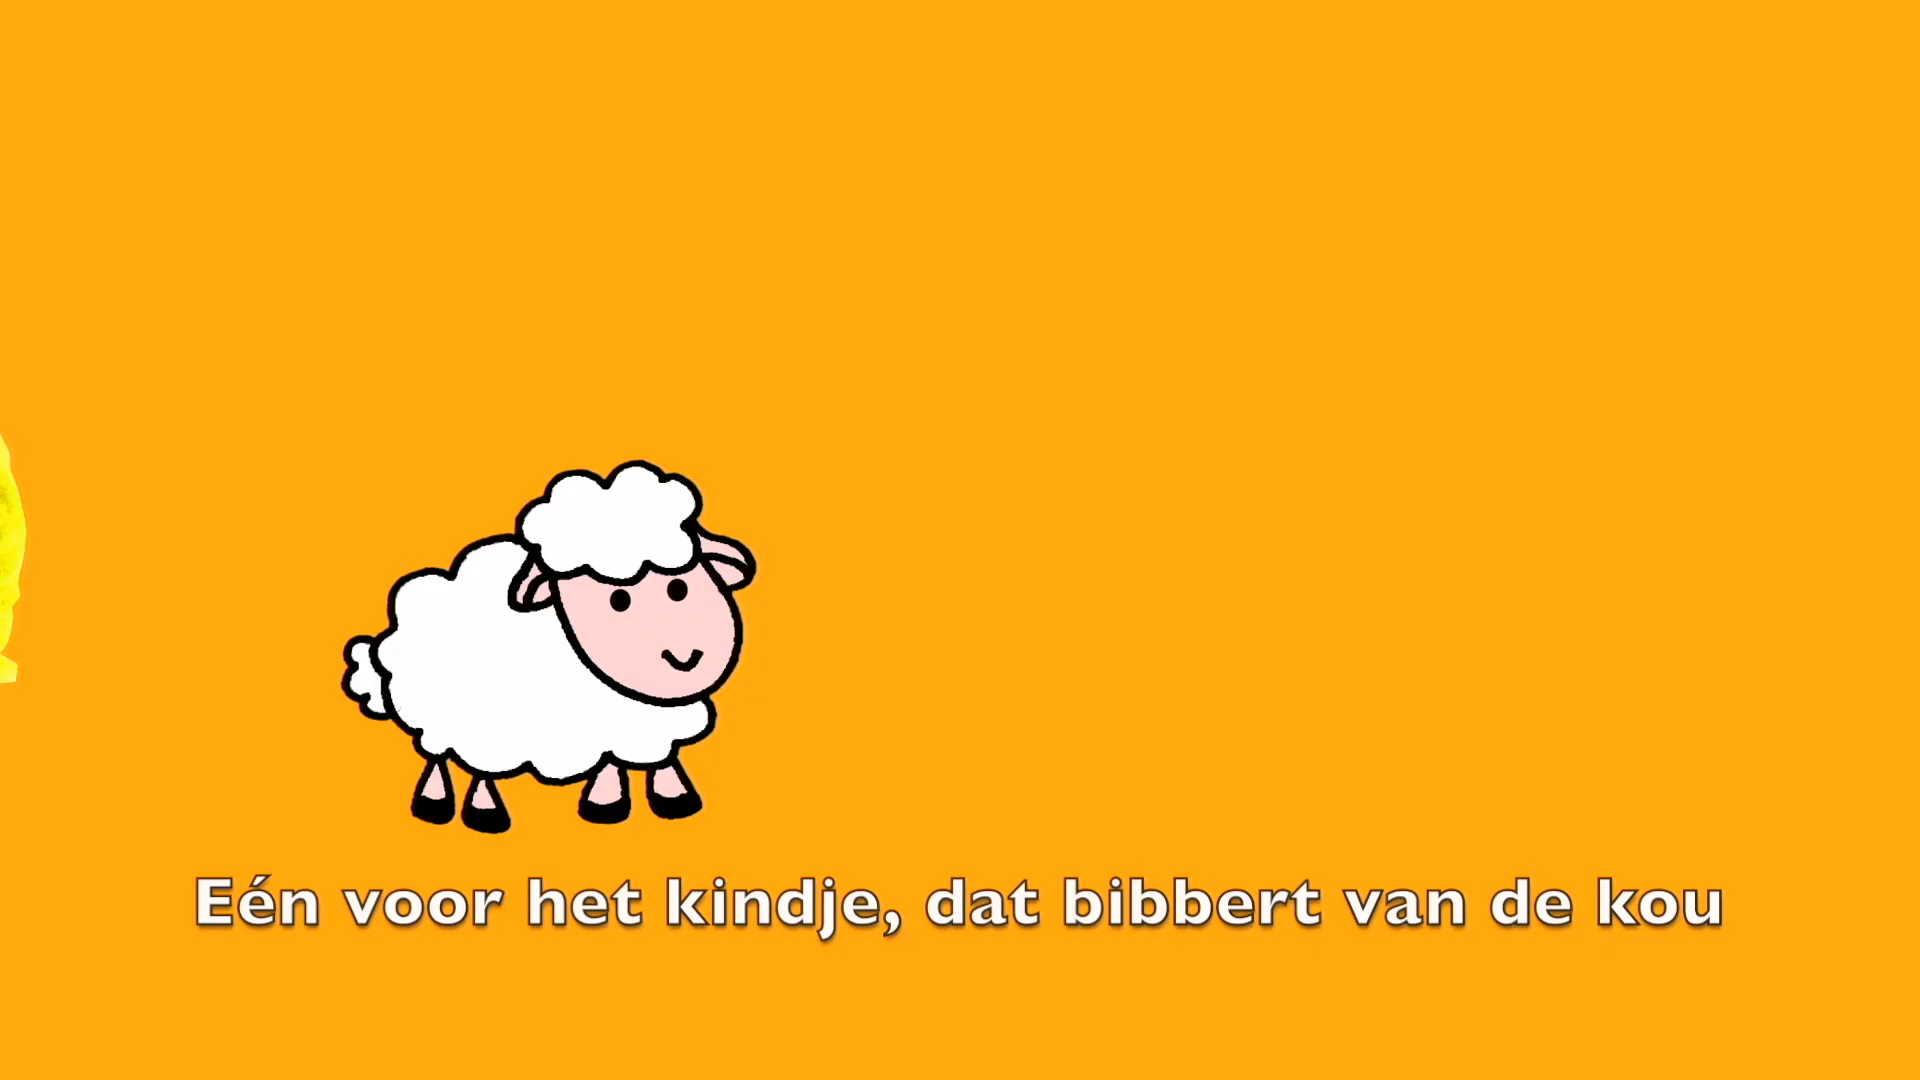 Eén voor het kindje, dat bibbert van de kou